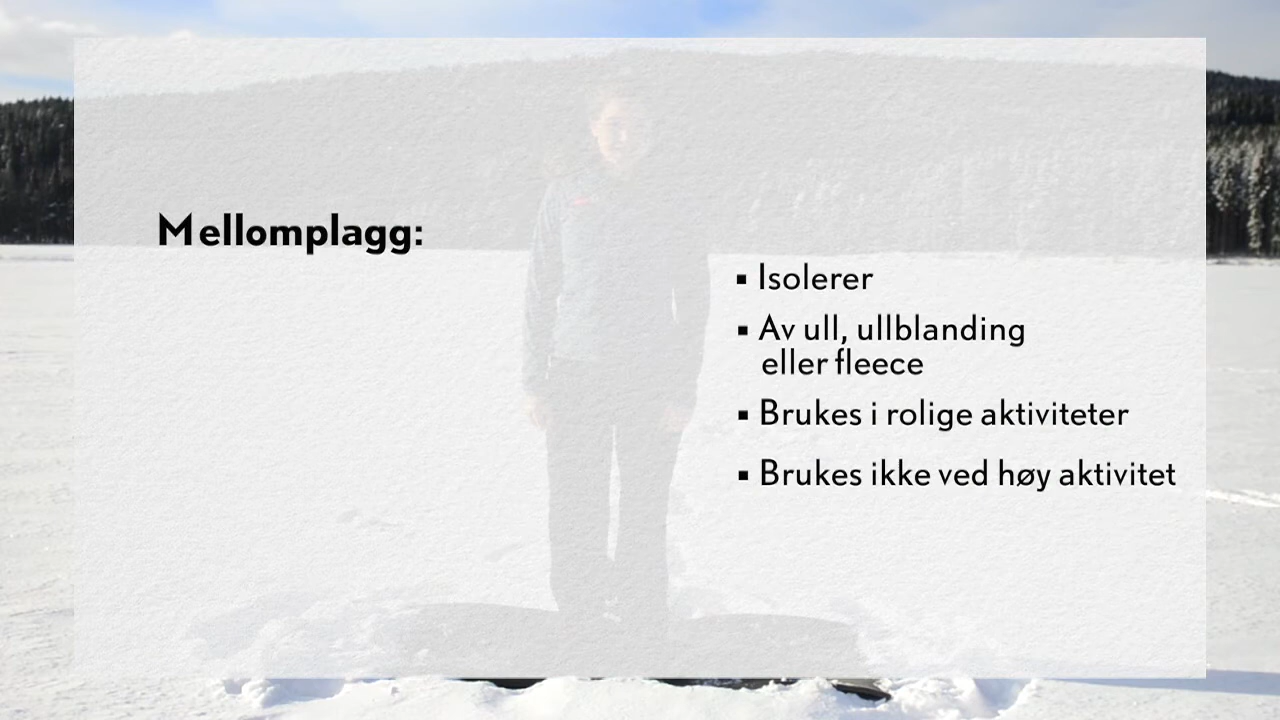 Mellomplagg:
▪ Isolerer
▪ Av ull, ullblanding
eller fleece
▪ Brukes i rolige aktiviteter
▪ Brukes ikke ved høy aktivitet